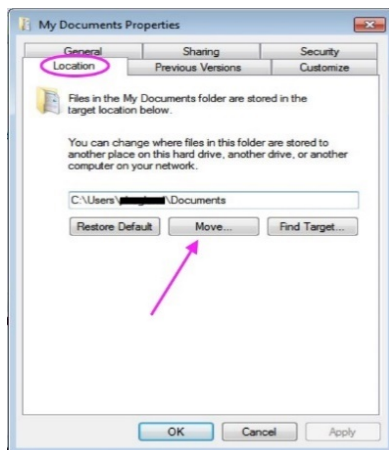 My Documents Properties
General Sharing Security
Location Previous Versions Customize
Files in the My Documents folder are stored in the
target location below.
You can change where files in this folder are stored to
another place on this hard drive, another drive, or another
computer on your network.
C:\Users\ \Documents
Restore Default Move... Find Target...
OK Cancel Apply